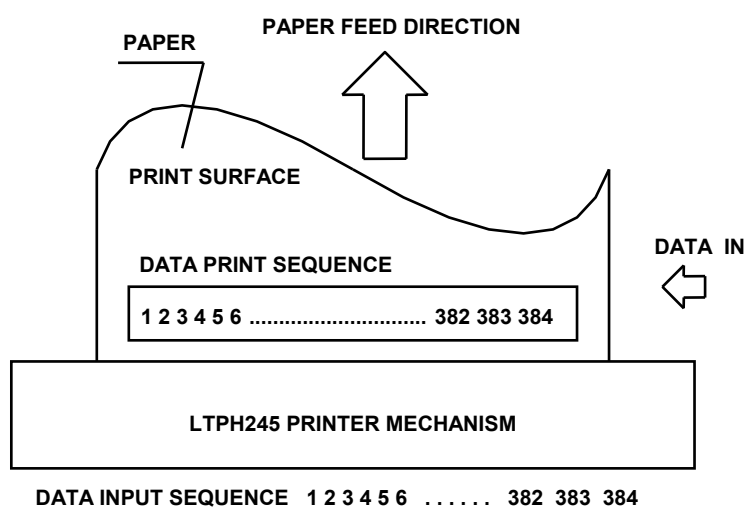 PAPER FEED DIRECTION
PAPER
PRINT SURFACE
DATA IN
DATA PRINT SEQUENCE
1 2 3 4 5 6 .............................. 382 383 384
LTPH245 PRINTER MECHANISM
DATA INPUT SEQUENCE 1 2 3 4 5 6 . . . . . . 382 383 384